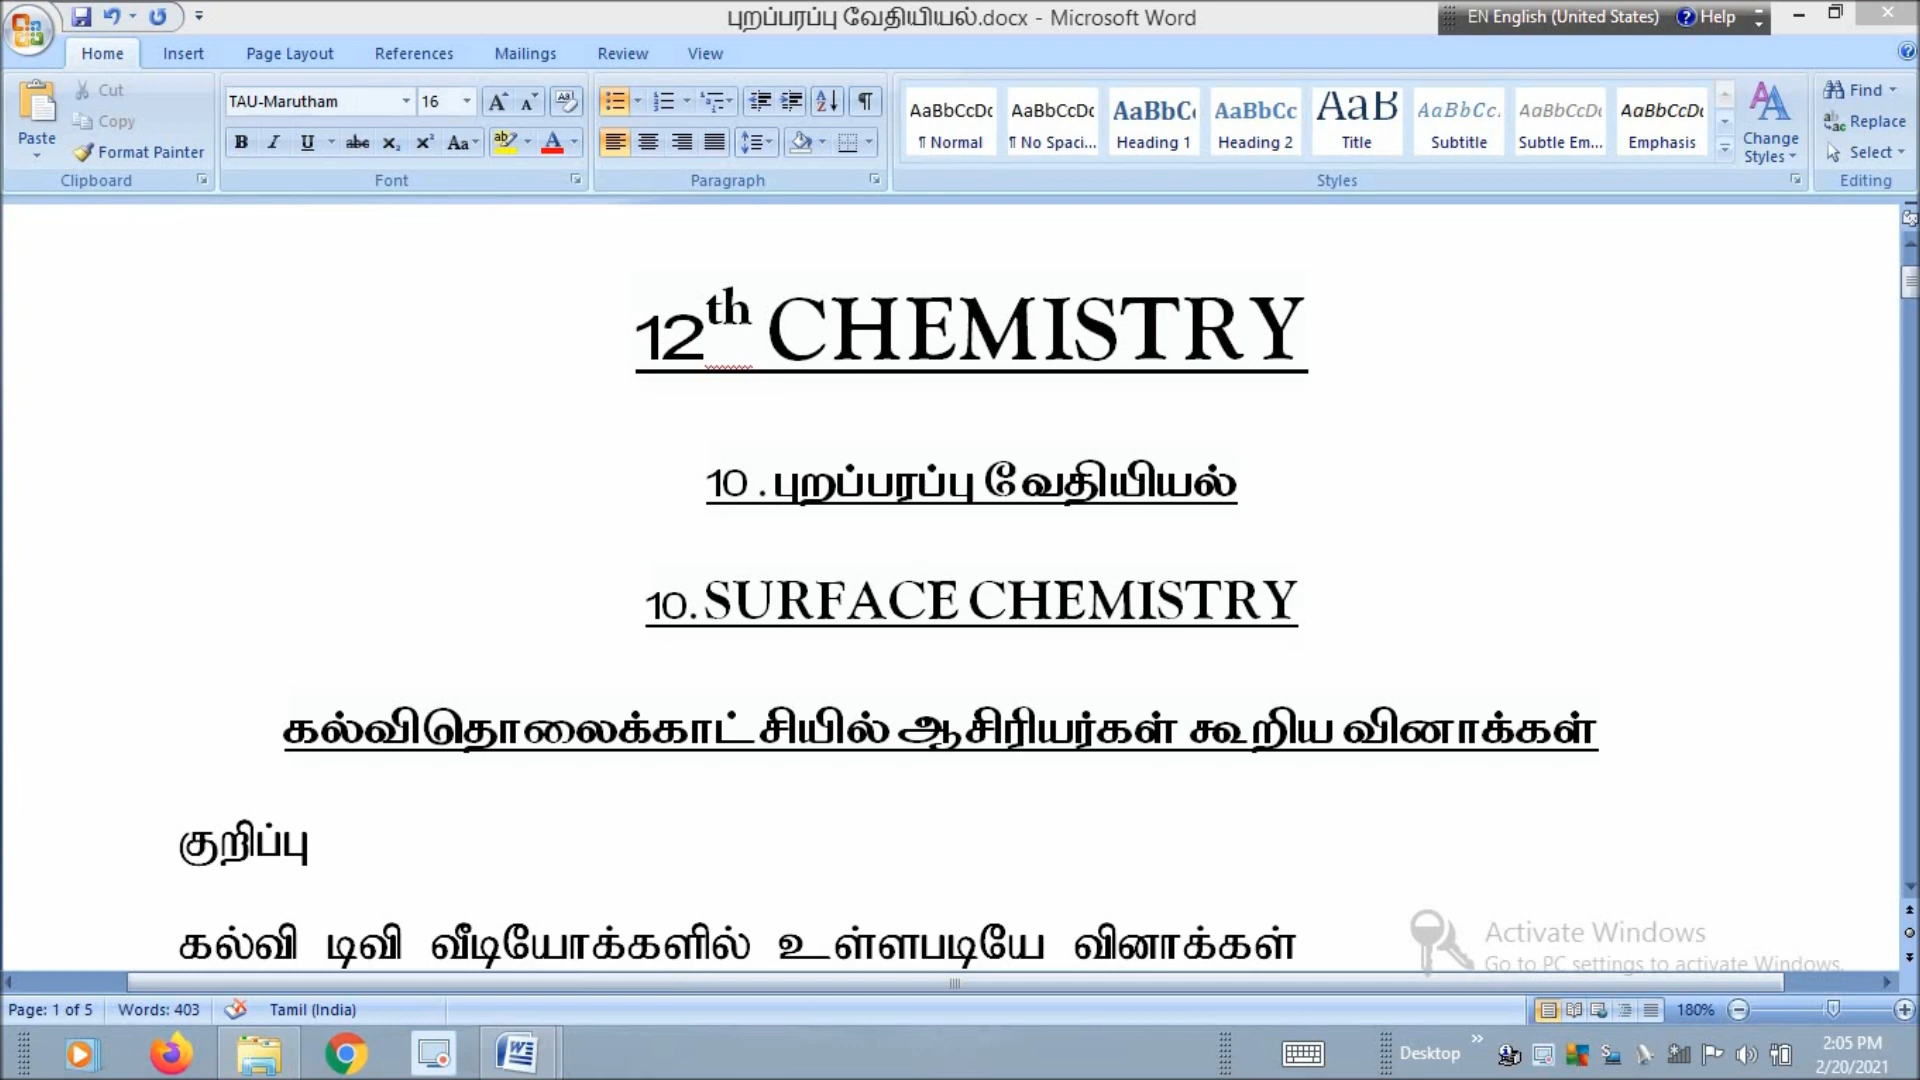 புறப்பரப்பு வேதியியல்.docx - Microsoft Word
EN English (United States) Help
Home Insert Page Layout References Mailings Review View
Paste
Cut
Copy
Format Painter
Clipboard
TAU-Marutham 16
B I U abc x₂ x² Aa ab A
Font
Paragraph
AaBbCcDc AaBbCcDc AaBbC AaBbCc AaB AaBbCc. AaBbCcDc AaBbCcDc
¶ Normal ¶ No Spaci... Heading 1 Heading 2 Title Subtitle Subtle Em... Emphasis
Styles
Change Styles
Find
Replace
Select
Editing
12th CHEMISTRY
10 . புறப்பரப்பு வேதியியல்
10. SURFACE CHEMISTRY
கல்வி தொலைக்காட்சியில் ஆசிரியர்கள் கூறிய வினாக்கள்
குறிப்பு
கல்வி டிவி வீடியோக்களில் உள்ளபடியே வினாக்கள்
Activate Windows
Go to PC settings to activate Windows.
Page: 1 of 5 Words: 403 Tamil (India) 180%
Desktop
2:05 PM
2/20/2021